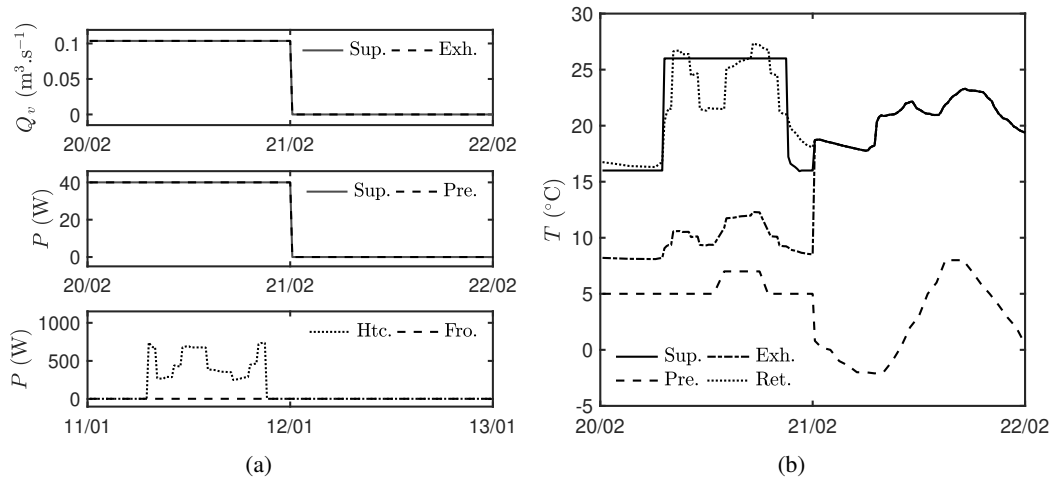 Q_v (m³.s⁻¹)
0.1
0.05
0
Sup. Exh.
20/02 21/02 22/02
P (W)
40
20
0
Sup. Pre.
20/02 21/02 22/02
P (W)
1000
500
0
Htc. Fro.
11/01 12/01 13/01
(a)
T (°C)
30
25
20
15
10
5
0
-5
Sup. Exh.
Pre. Ret.
20/02 21/02 22/02
(b)